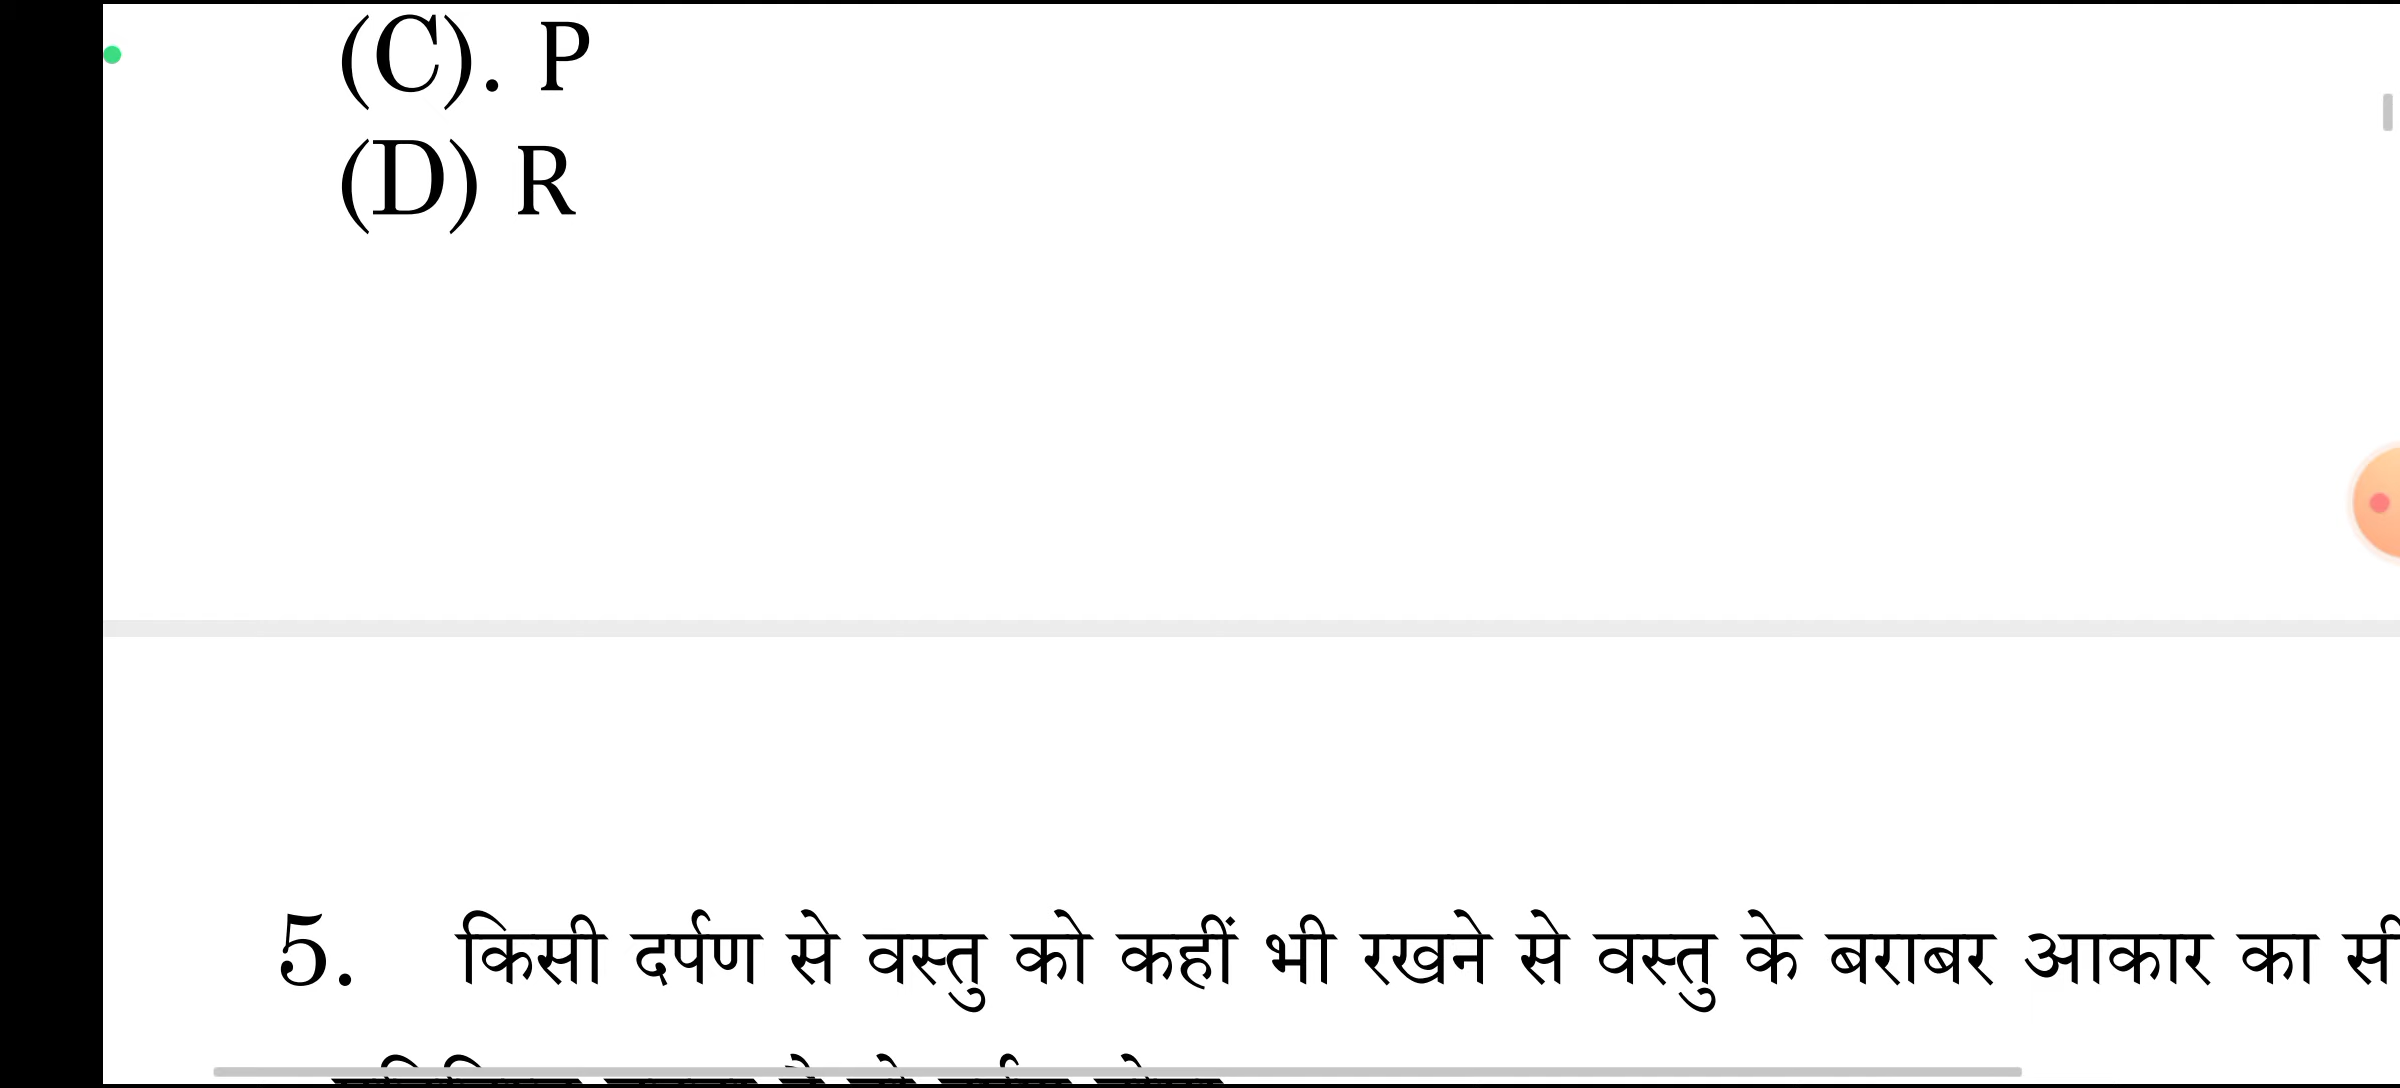 (C). P
(D) R
5. किसी दर्पण से वस्तु को कहीं भी रखने से वस्तु के बराबर आकार का